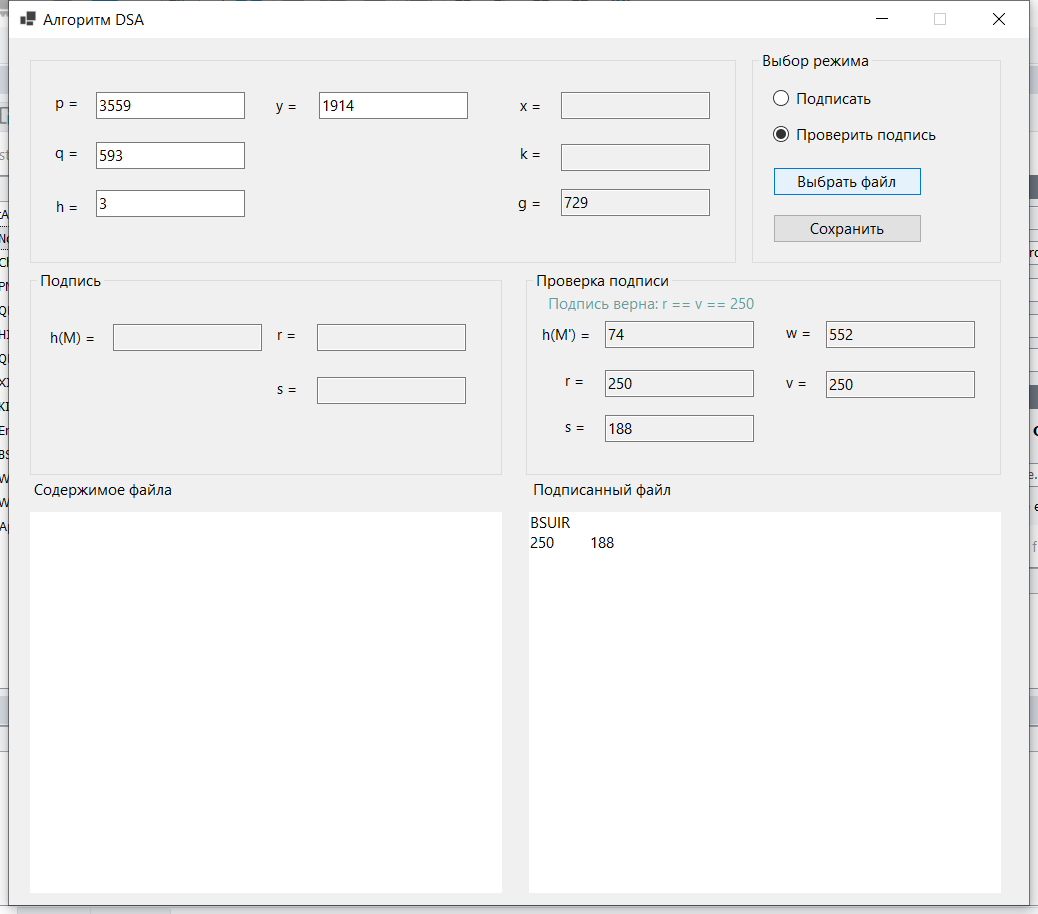 Алгоритм DSA
p = 3559
y = 1914
x =
q = 593
k =
h = 3
g = 729
Выбор режима
Подписать
Проверить подпись
Выбрать файл
Сохранить
Подпись
h(M) =
r =
s =
Проверка подписи
Подпись верна: r == v == 250
h(M') = 74
w = 552
r = 250
v = 250
s = 188
Содержимое файла
Подписанный файл
BSUIR
250 188